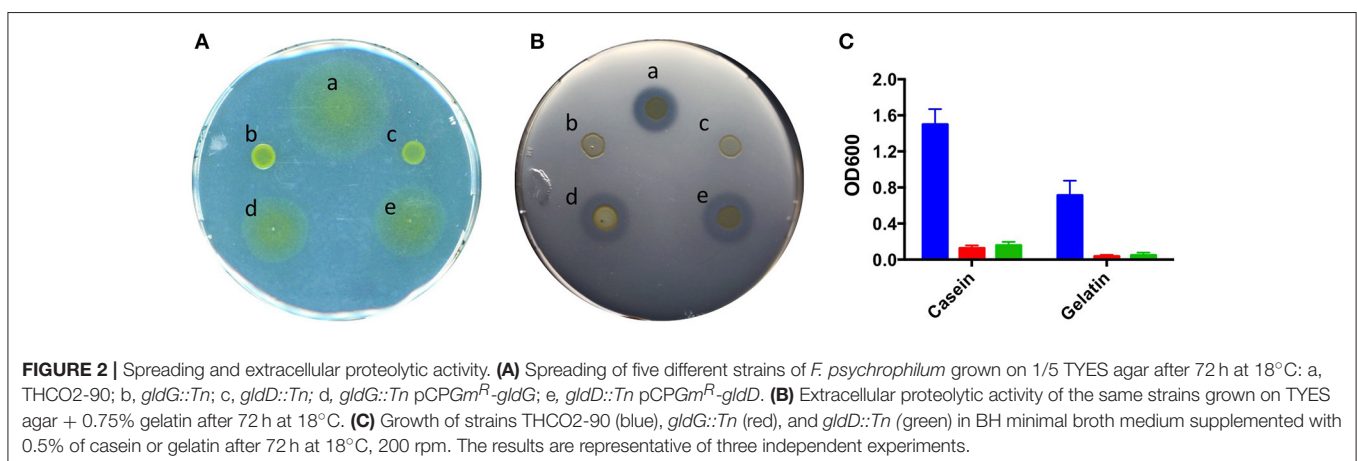 A
a
b
c
d
e
B
a
b
c
d
e
C
OD600
2.0
1.6
1.2
0.8
0.4
0.0
Casein
Gelatin
FIGURE 2 | Spreading and extracellular proteolytic activity. (A) Spreading of five different strains of F. psychrophilum grown on 1/5 TYES agar after 72 h at 18°C: a,
THCO2-90; b, gldG::Tn; c, gldD::Tn; d, gldG::Tn pCPGmR-gldG; e, gldD::Tn pCPGmR-gldD. (B) Extracellular proteolytic activity of the same strains grown on TYES
agar + 0.75% gelatin after 72 h at 18°C. (C) Growth of strains THCO2-90 (blue), gldG::Tn (red), and gldD::Tn (green) in BH minimal broth medium supplemented with
0.5% of casein or gelatin after 72 h at 18°C, 200 rpm. The results are representative of three independent experiments.